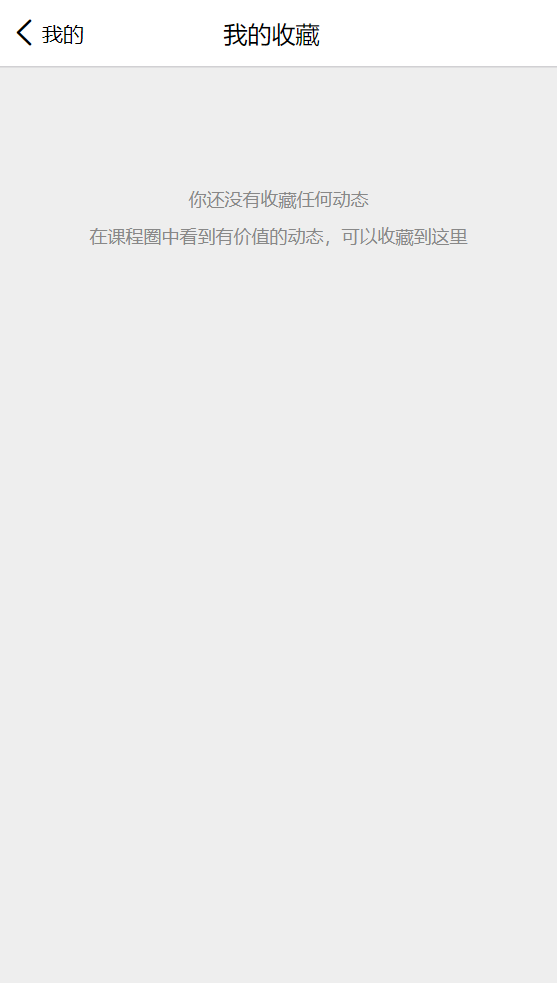 我的
我的收藏
你还没有收藏任何动态
在课程圈中看到有价值的动态，可以收藏到这里